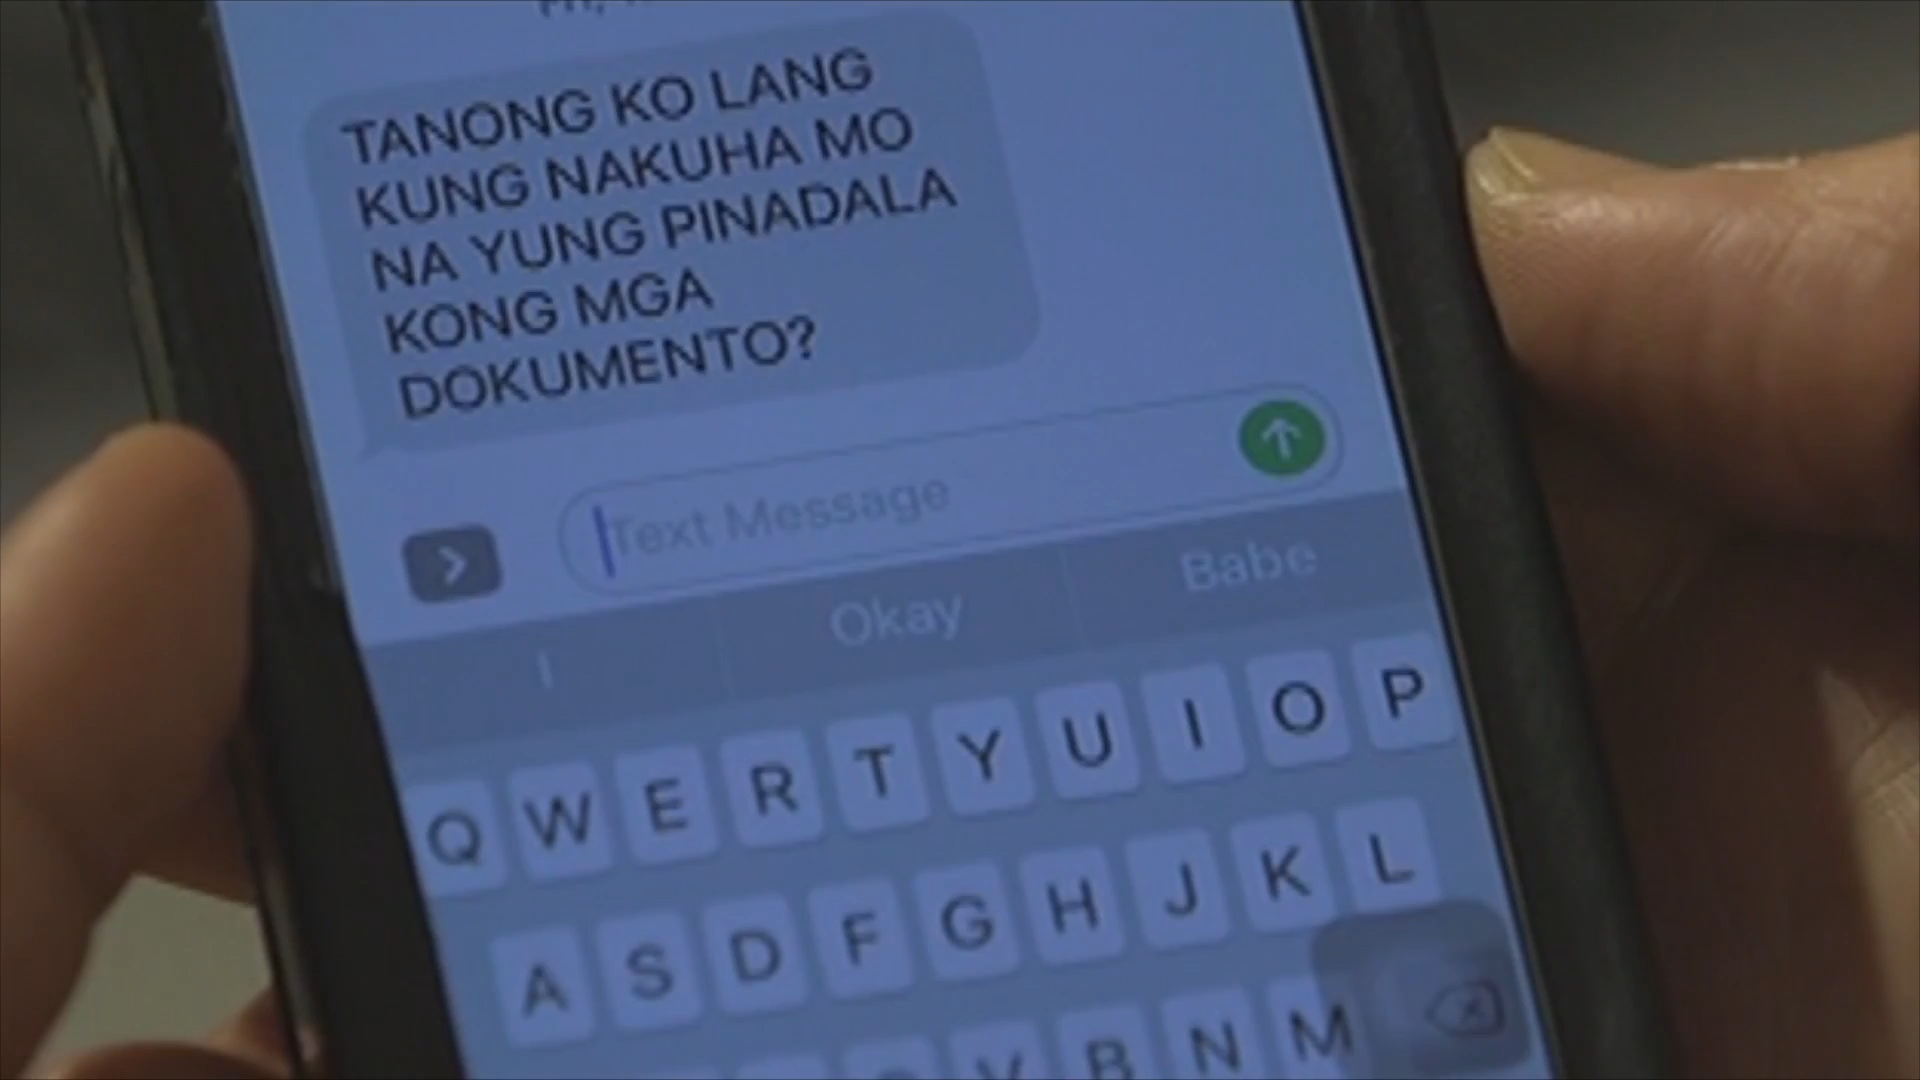 TANONG KO LANG
KUNG NAKUHA MO
NA YUNG PINADALA
KONG MGA
DOKUMENTO?
Text Message
I
Okay
Babe
Q W E R T Y U I O P
A S D F G H J K L
V B N M